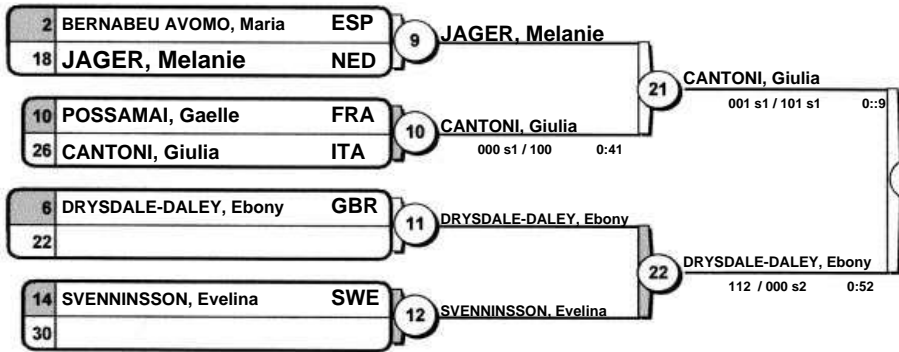 2 BERNABEU AVOMO, Maria ESP
18 JAGER, Melanie NED
9 JAGER, Melanie
10 POSSAMAI, Gaelle FRA
26 CANTONI, Giulia ITA
10 CANTONI, Giulia
000 s1 / 100 0:41
21 CANTONI, Giulia
001 s1 / 101 s1 0::9
6 DRYSDALE-DALEY, Ebony GBR
22
11 DRYSDALE-DALEY, Ebony
14 SVENNINSSON, Evelina SWE
30
12 SVENNINSSON, Evelina
22 DRYSDALE-DALEY, Ebony
112 / 000 s2 0:52